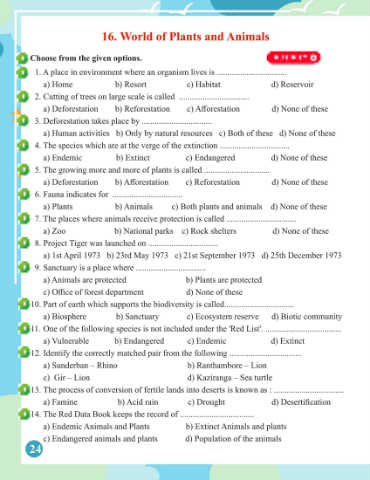 16. World of Plants and Animals
Choose from the given options.
1. A place in environment where an organism lives is ................................
a) Home b) Resort c) Habitat d) Reservoir
2. Cutting of trees on large scale is called ................................
a) Deforestation b) Reforestation c) Afforestation d) None of these
3. Deforestation takes place by ................................
a) Human activities b) Only by natural resources c) Both of these d) None of these
4. The species which are at the verge of the extinction ................................
a) Endemic b) Extinct c) Endangered d) None of these
5. The growing more and more of plants is called ................................
a) Deforestation b) Afforestation c) Reforestation d) None of these
6. Fauna indicates for ................................
a) Plants b) Animals c) Both plants and animals d) None of these
7. The places where animals receive protection is called ................................
a) Zoo b) National parks c) Rock shelters d) None of these
8. Project Tiger was launched on ................................
a) 1st April 1973 b) 23rd May 1973 c) 21st September 1973 d) 25th December 1973
9. Sanctuary is a place where ................................
a) Animals are protected b) Plants are protected
c) Office of forest department d) None of these
10. Part of earth which supports the biodiversity is called................................
a) Biosphere b) Sanctuary c) Ecosystem reserve d) Biotic community
11. One of the following species is not included under the 'Red List'. ................................
a) Vulnerable b) Endangered c) Endemic d) Extinct
12. Identify the correctly matched pair from the following ................................
a) Sunderban – Rhino b) Ranthambore – Lion
c) Gir – Lion d) Kaziranga – Sea turtle
13. The process of conversion of fertile lands into deserts is known as : ................................
a) Famine b) Acid rain c) Drought d) Desertification
14. The Red Data Book keeps the record of ................................
a) Endemic Animals and Plants b) Extinct Animals and plants
c) Endangered animals and plants d) Population of the animals
24